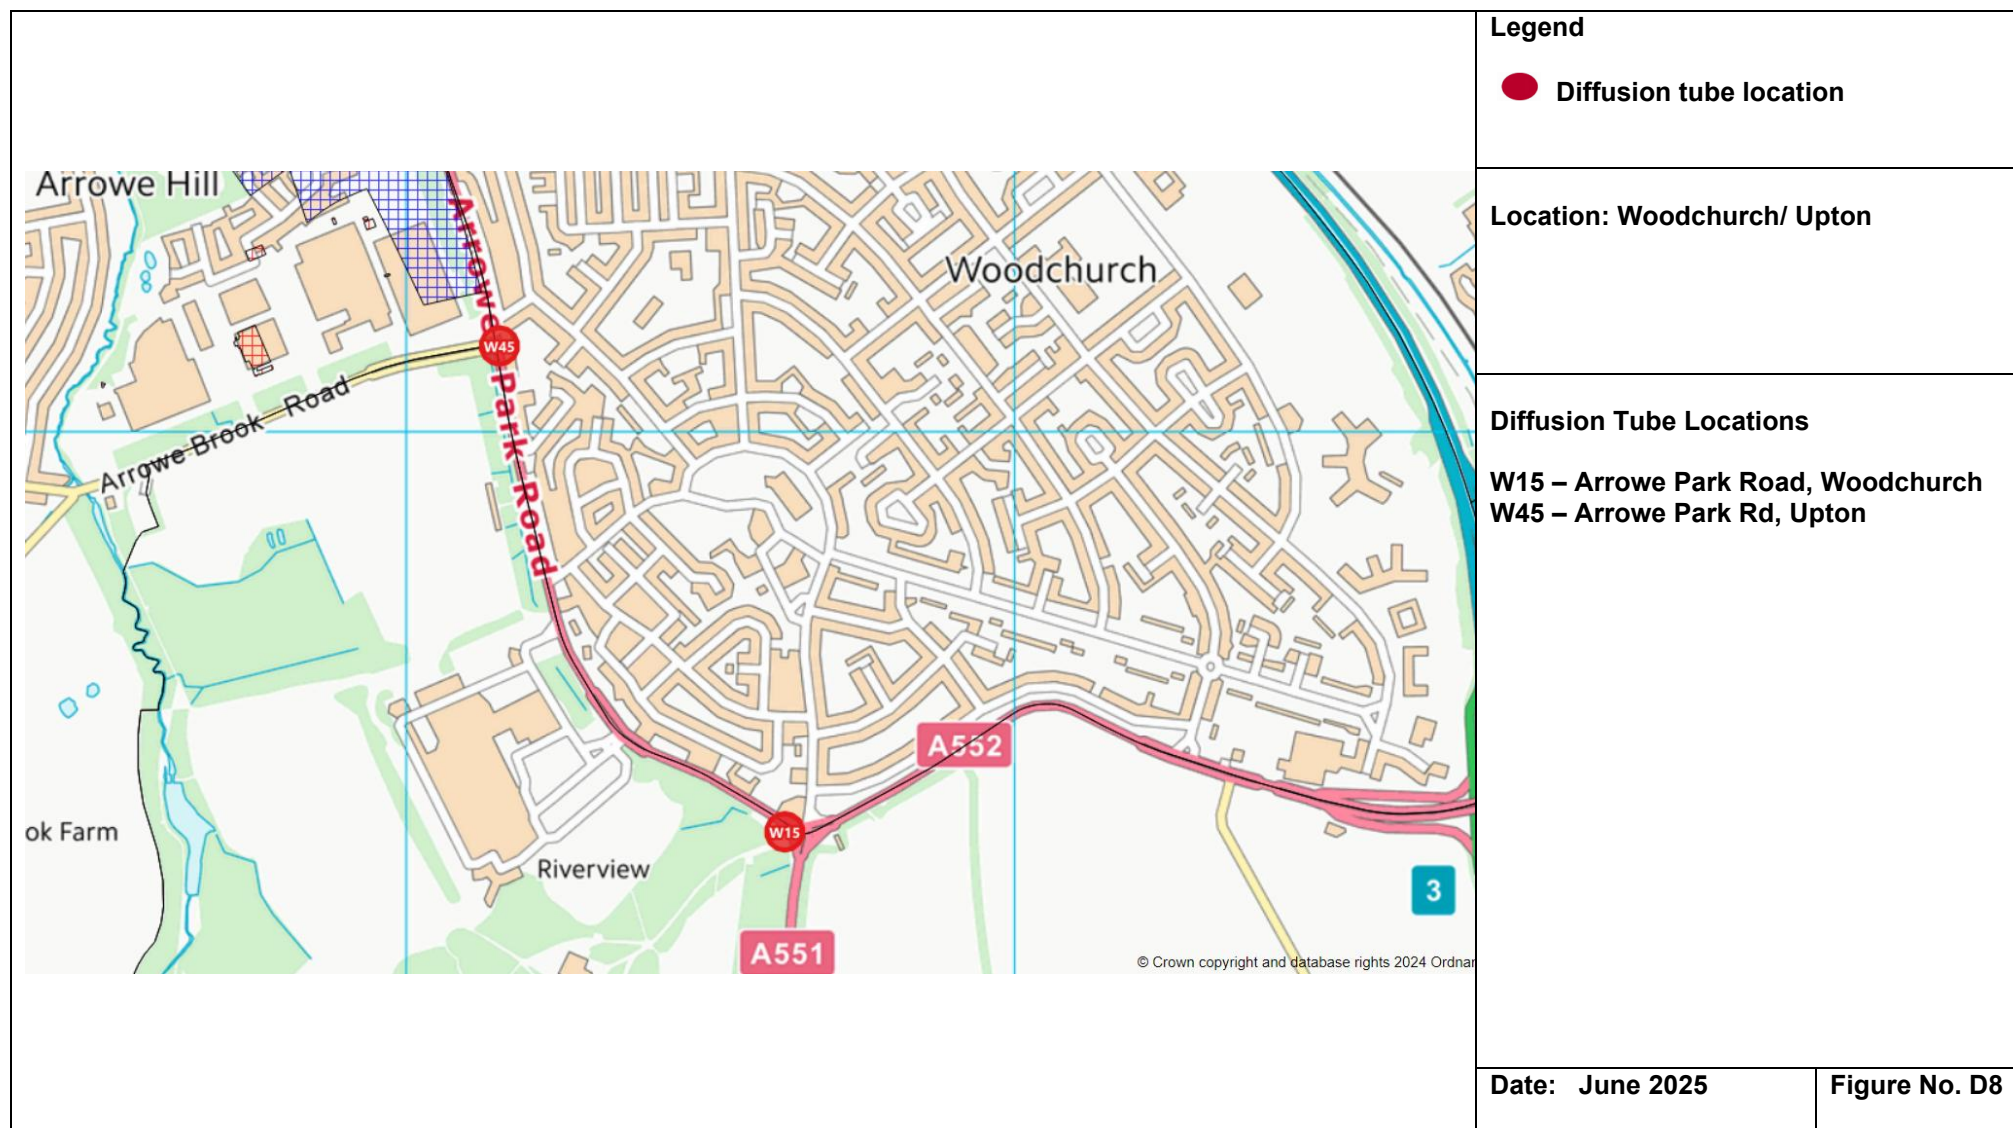 Legend
Diffusion tube location
Location: Woodchurch/ Upton
Diffusion Tube Locations
W15 – Arrowe Park Road, Woodchurch
W45 – Arrowe Park Rd, Upton
Date: June 2025
Figure No. D8
Arrowe Hill
Arrowe Park Road
Woodchurch
W45
Arrowe Brook Road
A552
W15
ok Farm
Riverview
3
A551
© Crown copyright and database rights 2024 Ordnar